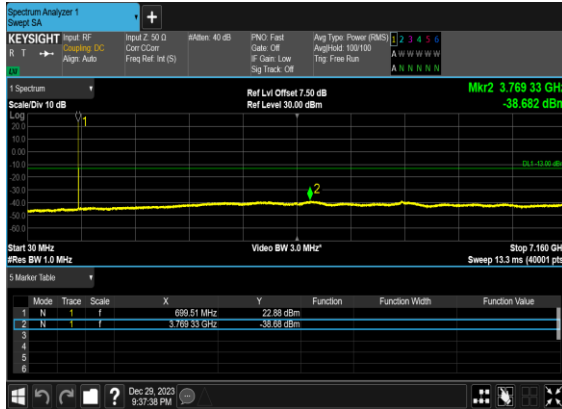 Spectrum Analyzer 1
Swept SA
+
KEYSIGHT
R T
LU
Input: RF
Coupling: DC
Align: Auto
Input Z: 50 Ω
Corr CCorr
Freq Ref: Int (S)
#Atten: 40 dB
PNO: Fast
Gate: Off
IF Gain: Low
Sig Track: Off
Avg Type: Power (RMS)
Avg|Hold: 100/100
Trig: Free Run
1 2 3 4 5 6
A W W W W W
A N N N N N
1 Spectrum
Scale/Div 10 dB
Log
Ref Lvl Offset 7.50 dB
Ref Level 30.00 dBm
Mkr2 3.769 33 GHz
-38.682 dBm
20.0
10.0
0.00
-10.0
-20.0
-30.0
-40.0
-50.0
-60.0
1
2
DL1 -13.00 dBm
Start 30 MHz
#Res BW 1.0 MHz
Video BW 3.0 MHz*
Stop 7.160 GHz
Sweep 13.3 ms (40001 pts)
5 Marker Table
Mode Trace Scale X Y Function Function Width Function Value
1 N 1 f 699.51 MHz 22.88 dBm
2 N 1 f 3.769 33 GHz -38.68 dBm
3
4
5
6
?
Dec 29, 2023
9:37:38 PM